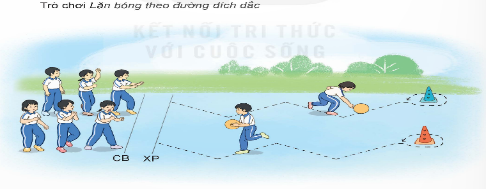 Trò chơi Lăn bóng theo đường dích dắc
KẾT NỐI TRI THỨC
VỚI CUỘC SỐNG
CB XP